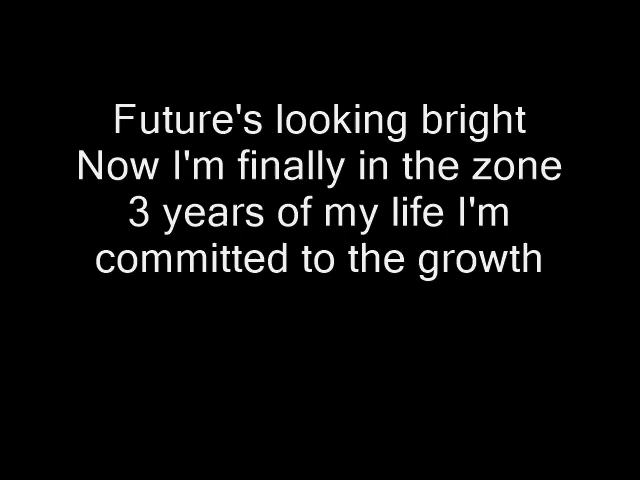 Future's looking bright
Now I'm finally in the zone
3 years of my life I'm
committed to the growth